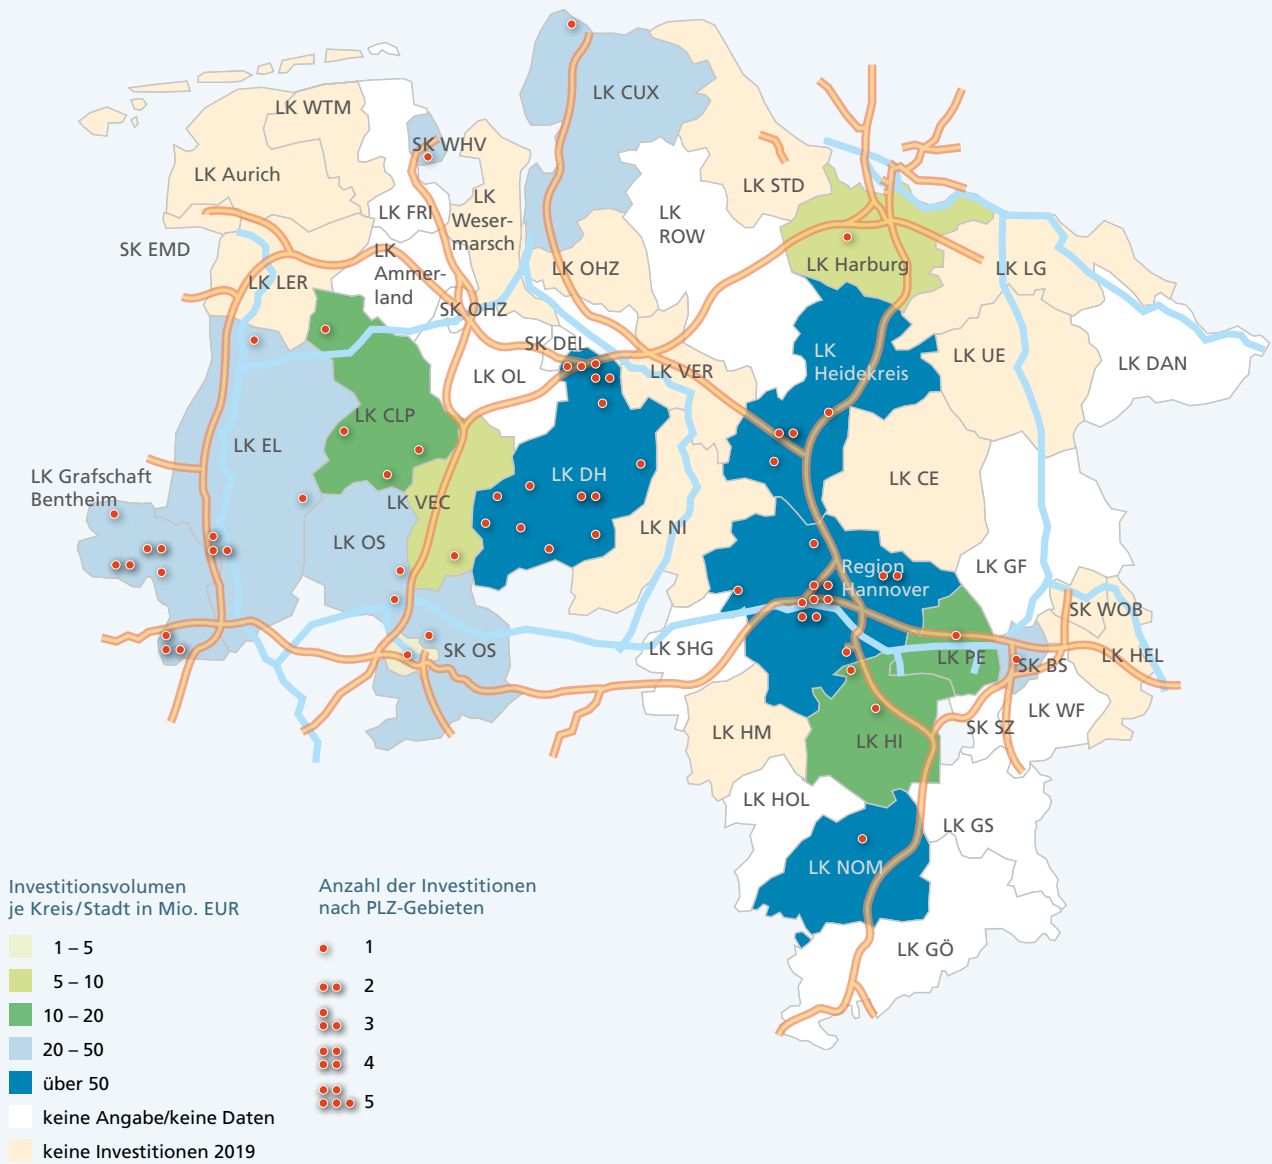 LK CUX
LK WTM
SK WHV
LK Aurich
LK STD
LK
Weser-
marsch
LK FRI
LK
ROW
SK EMD
LK
Ammer-
land
LK OHZ
LK Harburg
LK LG
LK LER
SK OHZ
SK DEL
LK
Heidekreis
LK UE
LK DAN
LK OL
LK VER
LK CLP
LK EL
LK Grafschaft
Bentheim
LK DH
LK CE
LK VEC
LK NI
LK OS
Region
Hannover
LK GF
SK WOB
SK OS
LK SHG
LK PE
SK BS
LK HEL
LK WF
SK SZ
LK HM
LK HI
LK HOL
LK GS
LK NOM
LK GÖ
Investitionsvolumen
je Kreis/Stadt in Mio. EUR
1 – 5
5 – 10
10 – 20
20 – 50
über 50
keine Angabe/keine Daten
keine Investitionen 2019
Anzahl der Investitionen
nach PLZ-Gebieten
1
2
3
4
5